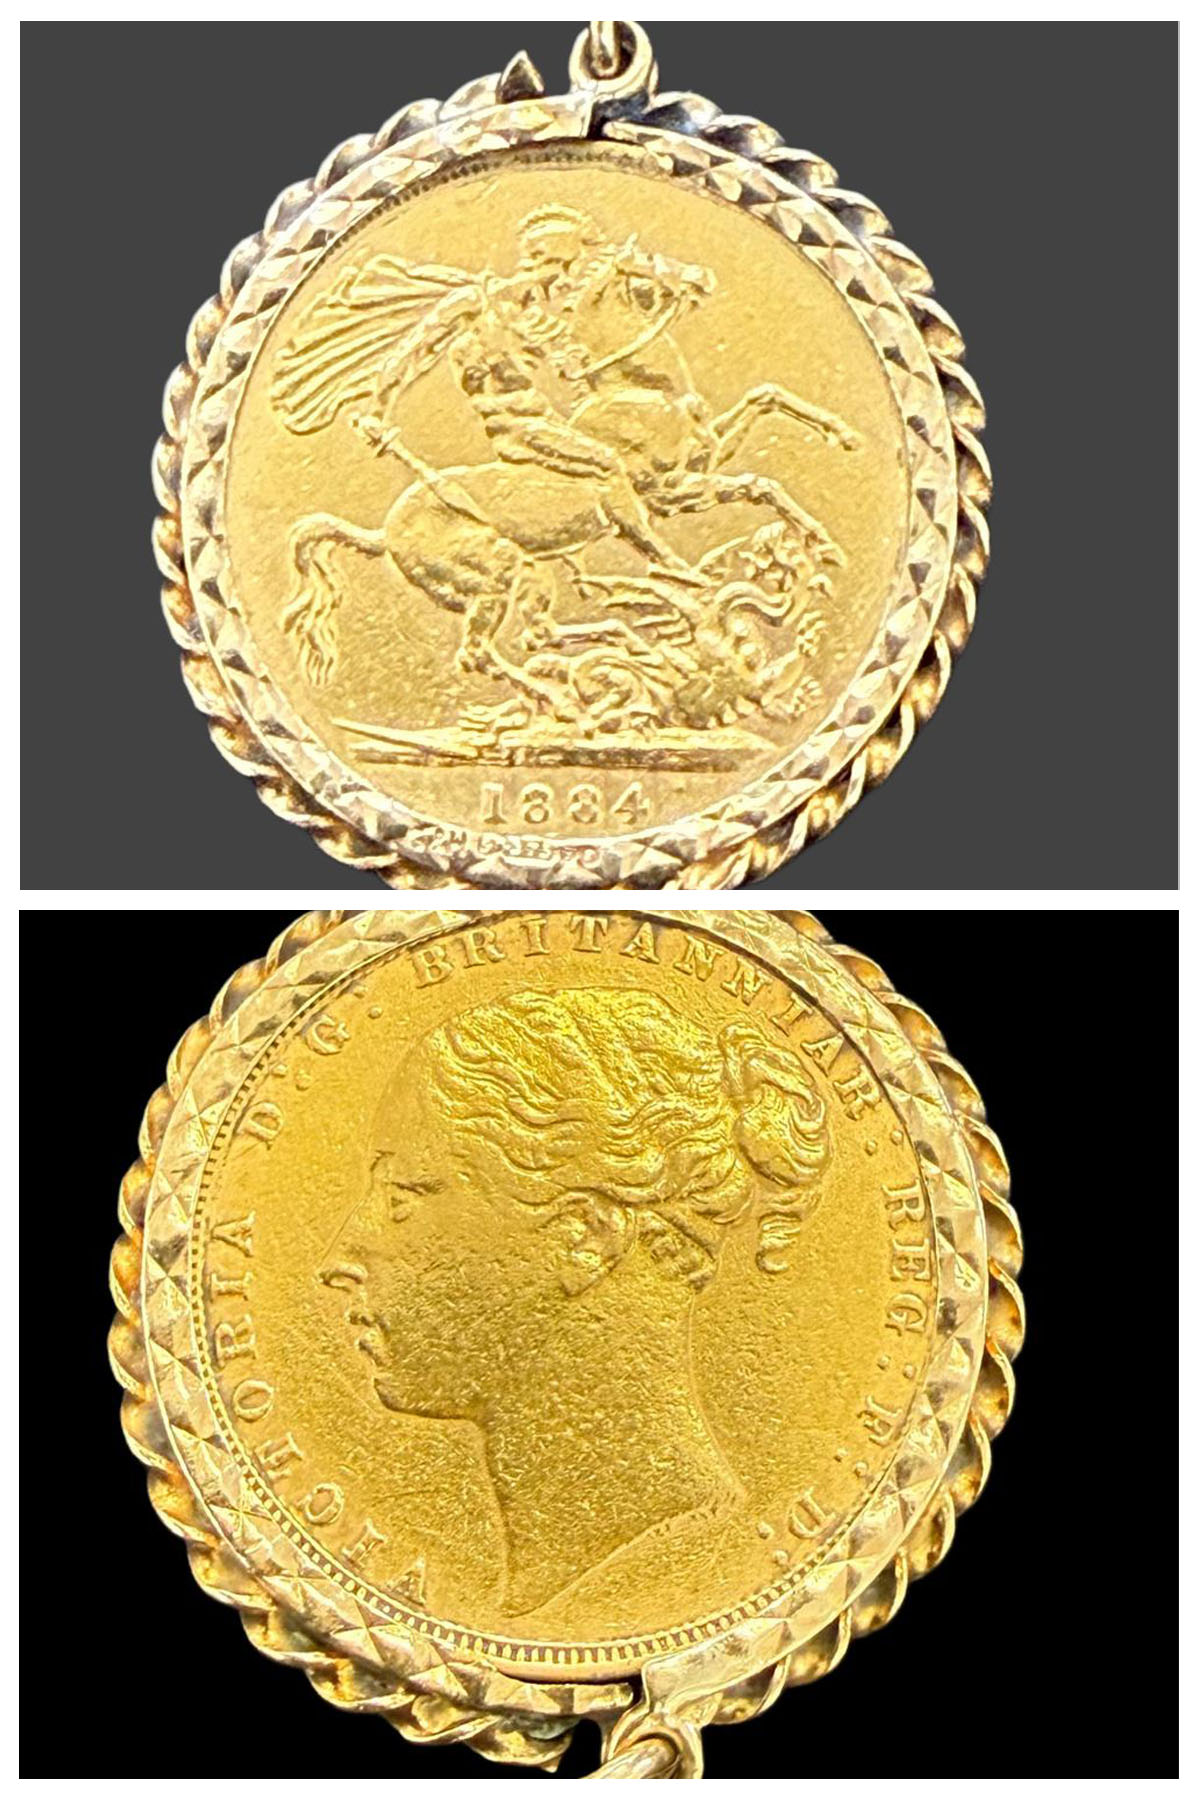 1884
VICTORIA D: G: BRITANNIAR: REG: F: D: